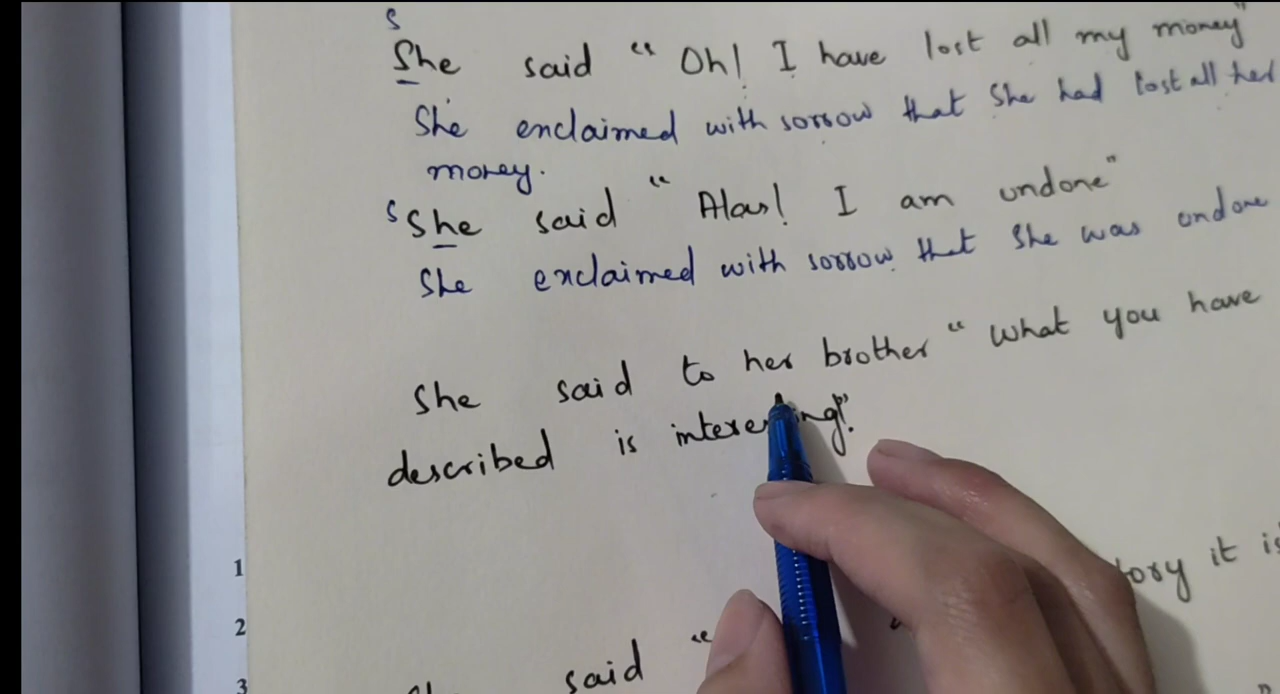 S
She said " Oh! I have lost all my money"
She enclaimed with sorrow that She had lost all her
money.
S She said " Alas! I am undone"
She exclaimed with sorrow that She was undone
She said to her brother " what you have
described is interesting!"
1
tory it is
2
said "
3